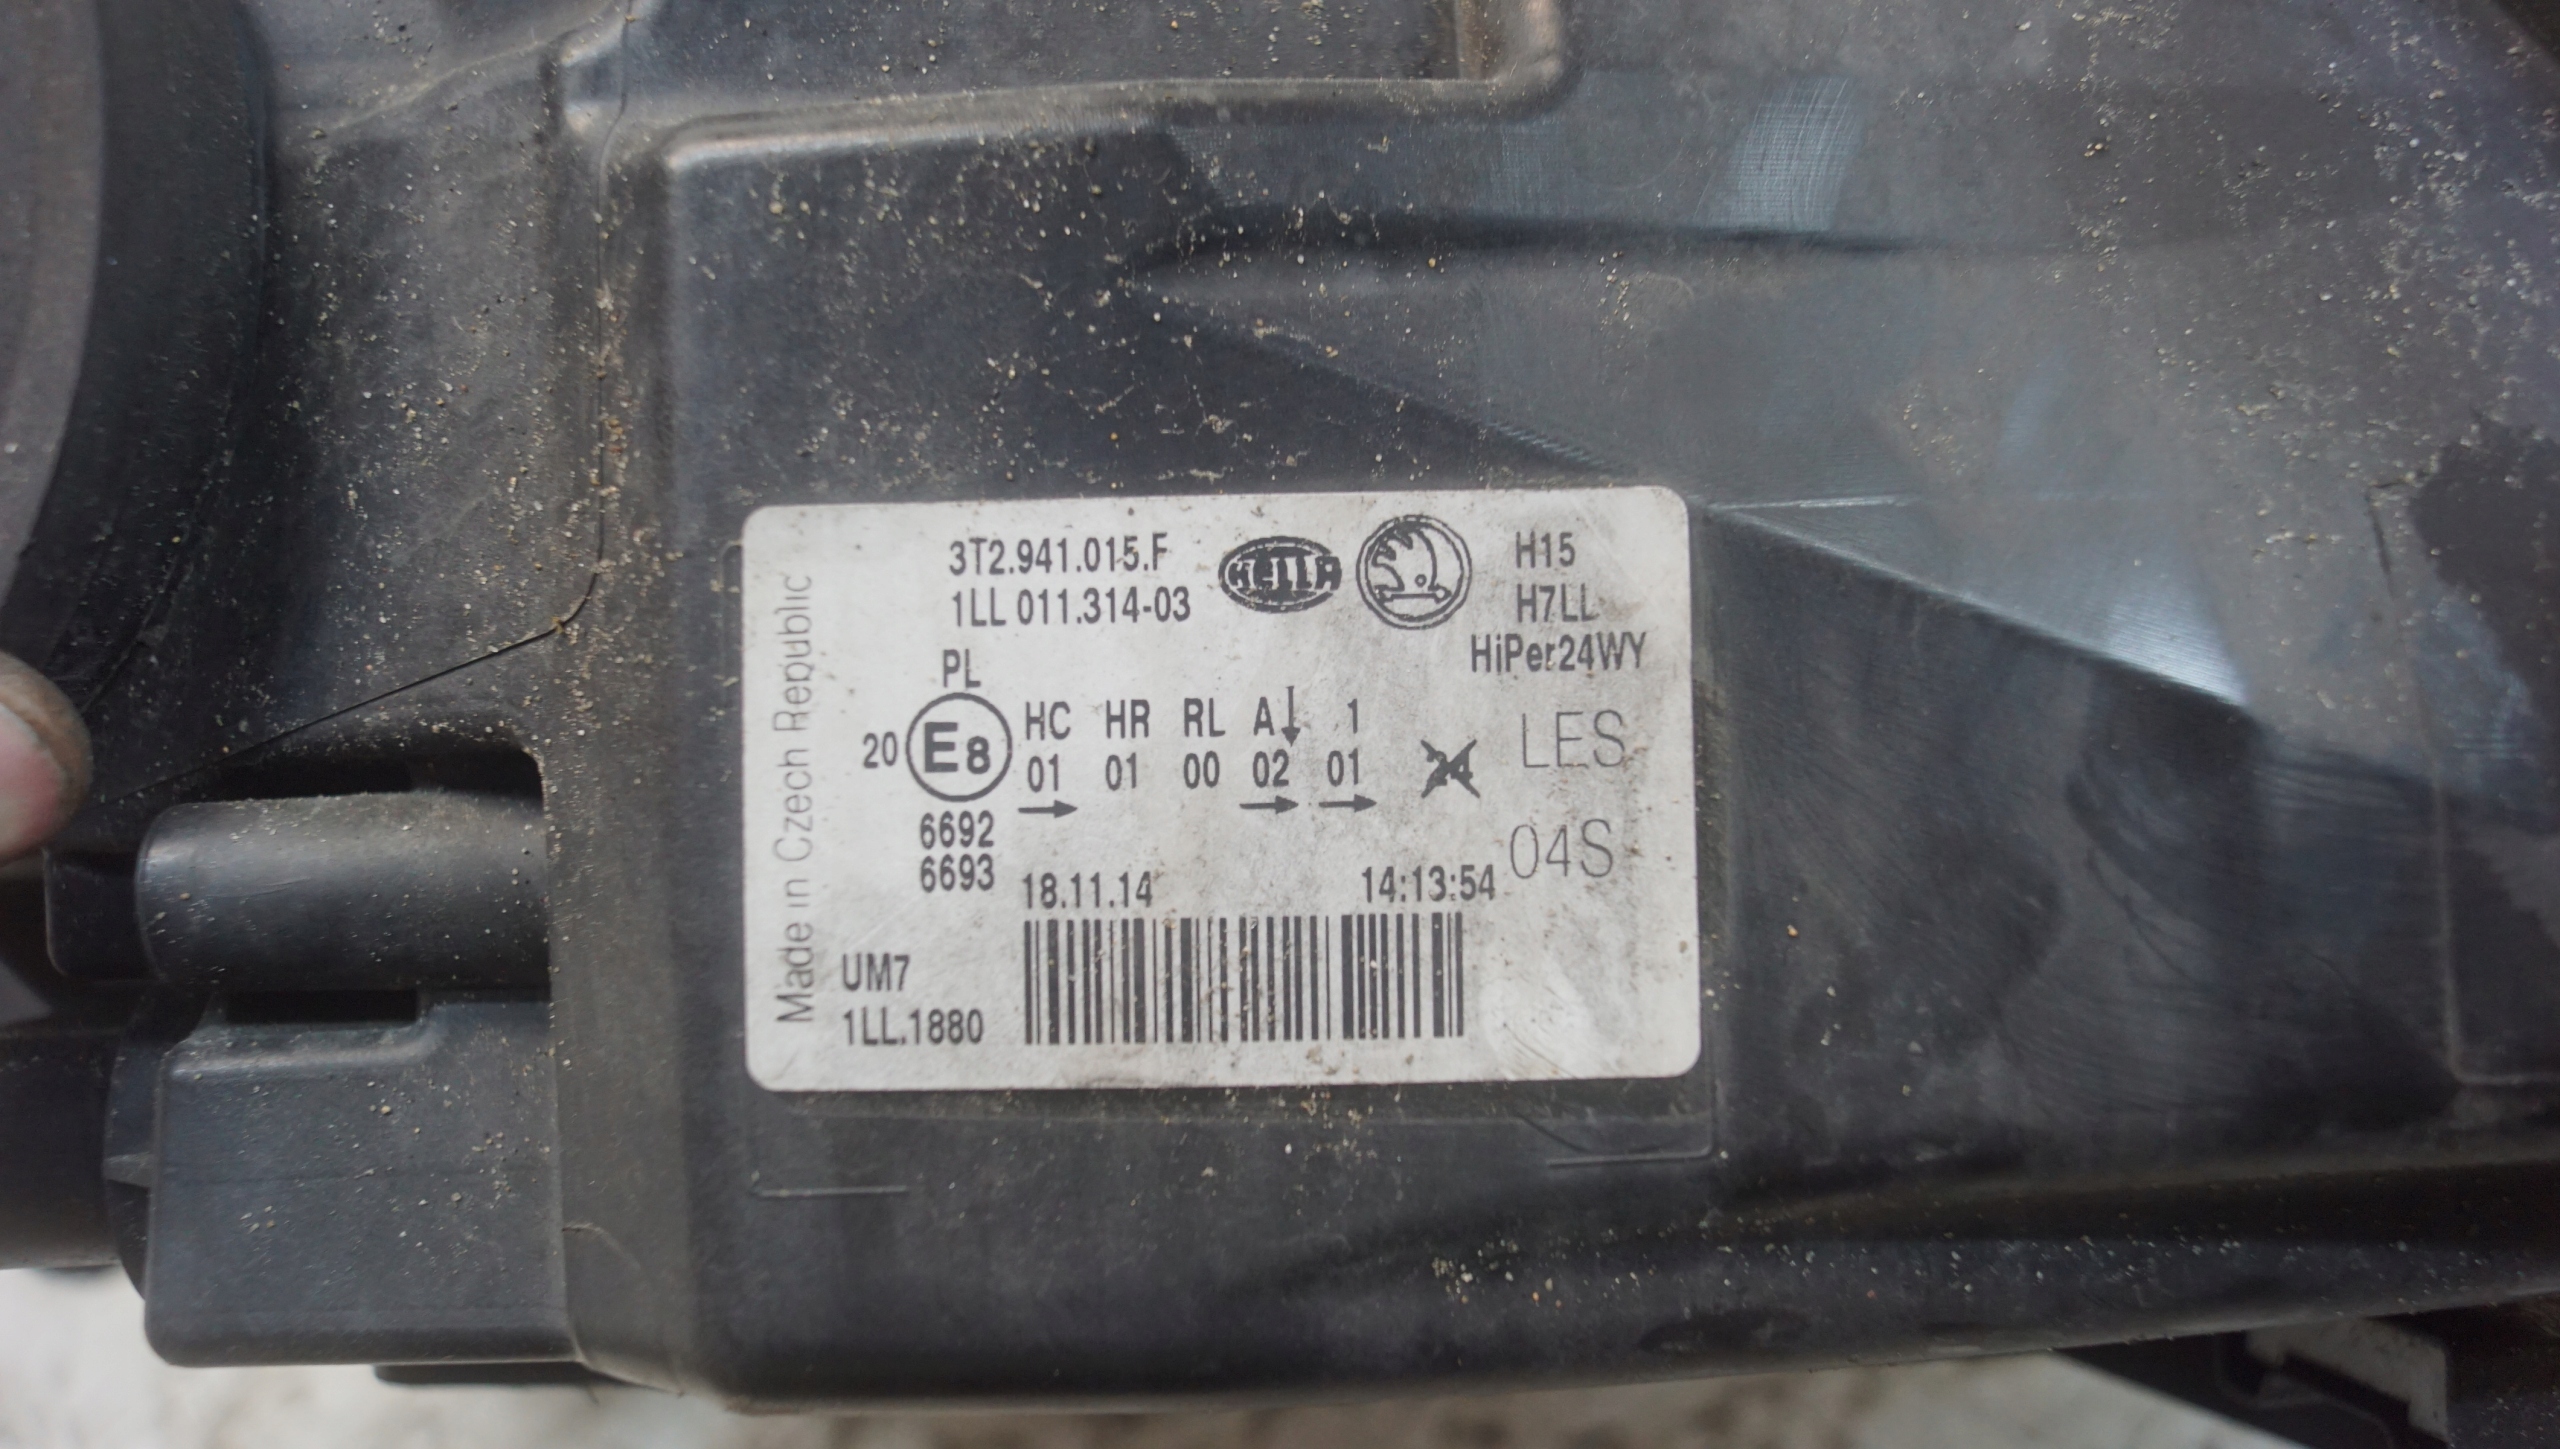 3T2.941.015.F
1LL 011.314-03
HELLA
H15
H7LL
HiPer24WY
PL
20 E8
HC HR RL A↓ 1
01 01 00 02 01
→ → →
24
LES
04S
6692
6693
18.11.14 14:13:54
UM7
1LL.1880
Made in Czech Republic